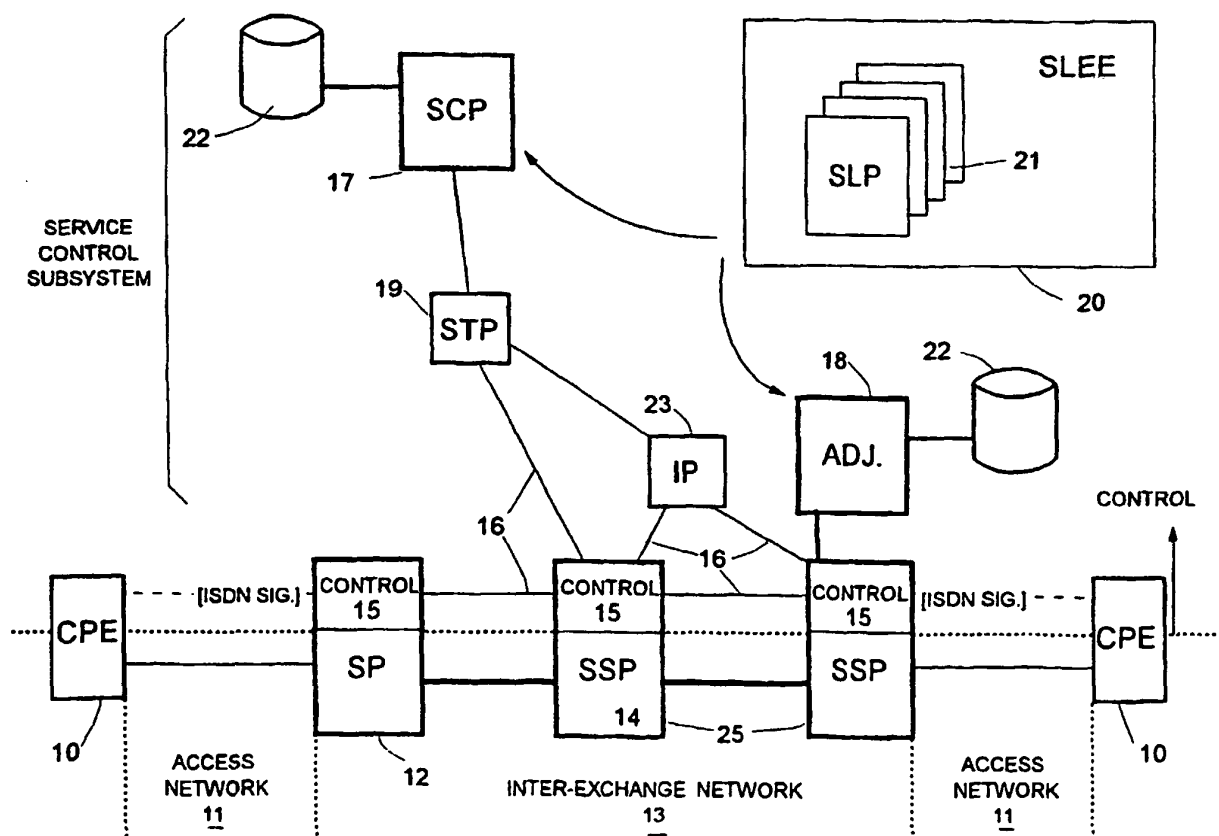 SLEE
SCP
22
SLP
21
17
SERVICE
CONTROL
SUBSYSTEM
20
19
STP
18
22
23
IP
ADJ.
CONTROL
16
16
[ISDN SIG.]
CONTROL
15
CONTROL
15
CONTROL
15
[ISDN SIG.]
CPE
CPE
SP
SSP
SSP
14
25
10
12
10
ACCESS
NETWORK
11
INTER-EXCHANGE NETWORK
13
ACCESS
NETWORK
11